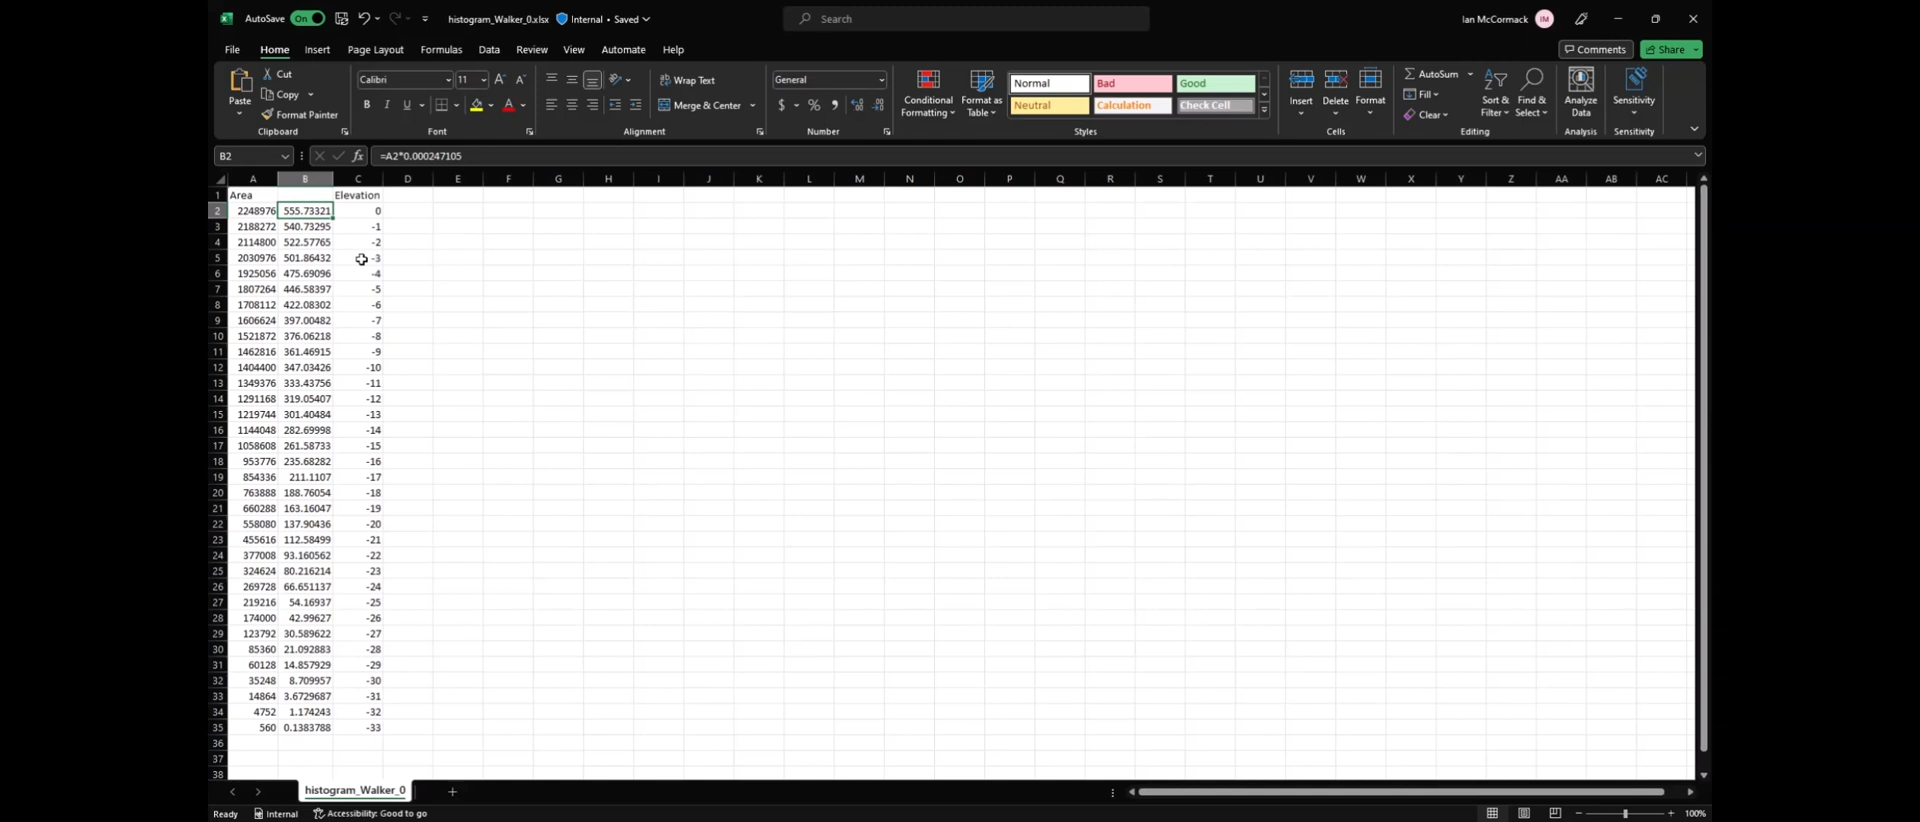 AutoSave On histogram_Walker_0.xlsx Internal • Saved Search Ian McCormack IM
File Home Insert Page Layout Formulas Data Review View Automate Help Comments Share
Paste Cut Copy Format Painter Clipboard
Calibri 11 A A B I U A Font
Wrap Text Merge & Center Alignment
General $ % , Number
Conditional Formatting Format as Table Normal Bad Good Neutral Calculation Check Cell Styles
Insert Delete Format Cells
AutoSum Fill Clear Sort & Filter Find & Select Editing
Analyze Data Analysis
Sensitivity Sensitivity
B2 fx =A2*0.000247105
A B C D E F G H I J K L M N O P Q R S T U V W X Y Z AA AB AC
1 Area Elevation
2 2248976 555.73321 0
3 2188272 540.73295 -1
4 2114800 522.57765 -2
5 2030976 501.86432 -3
6 1925056 475.69096 -4
7 1807264 446.58397 -5
8 1708112 422.08302 -6
9 1606624 397.00482 -7
10 1521872 376.06218 -8
11 1462816 361.46915 -9
12 1404400 347.03426 -10
13 1349376 333.43756 -11
14 1291168 319.05407 -12
15 1219744 301.40484 -13
16 1144048 282.69998 -14
17 1058608 261.58733 -15
18 953776 235.68282 -16
19 854336 211.1107 -17
20 763888 188.76054 -18
21 660288 163.16047 -19
22 558080 137.90436 -20
23 455616 112.58499 -21
24 377008 93.160562 -22
25 324624 80.216214 -23
26 269728 66.651137 -24
27 219216 54.16937 -25
28 174000 42.99627 -26
29 123792 30.589622 -27
30 85360 21.092883 -28
31 60128 14.857929 -29
32 35248 8.709957 -30
33 14864 3.6729687 -31
34 4752 1.174243 -32
35 560 0.1383788 -33
36
37
38
histogram_Walker_0
Ready Internal Accessibility: Good to go 100%